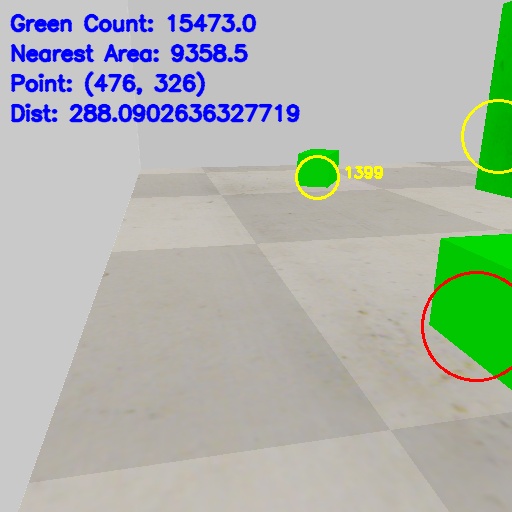 Green Count: 15473.0
Nearest Area: 9358.5
Point: (476, 326)
Dist: 288.0902636327719
1399